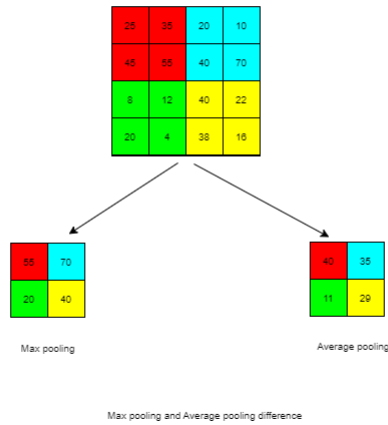 25 35 20 10
45 55 40 70
8 12 40 22
20 4 38 16
55 70 40 35
20 40 11 29
Max pooling
Average pooling
Max pooling and Average pooling difference